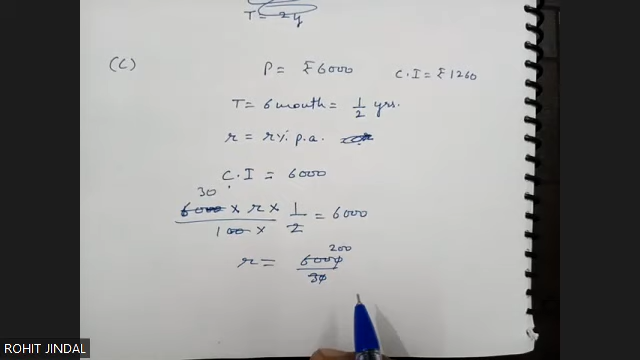 T = 2y
(C)
P = ₹6000 C.I = ₹1260
T = 6 month = 1/2 yrs.
r = r% p.a.
C.I = 6000
30
6000 × r × 1/2 = 6000
100 ×
200
r = 6000
30
ROHIT JINDAL